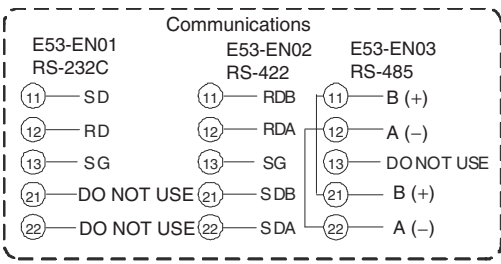 Communications
E53-EN01 E53-EN02 E53-EN03
RS-232C RS-422 RS-485
11 SD 11 RDB 11 B (+)
12 RD 12 RDA 12 A (−)
13 SG 13 SG 13 DO NOT USE
21 DO NOT USE 21 SDB 21 B (+)
22 DO NOT USE 22 SDA 22 A (−)